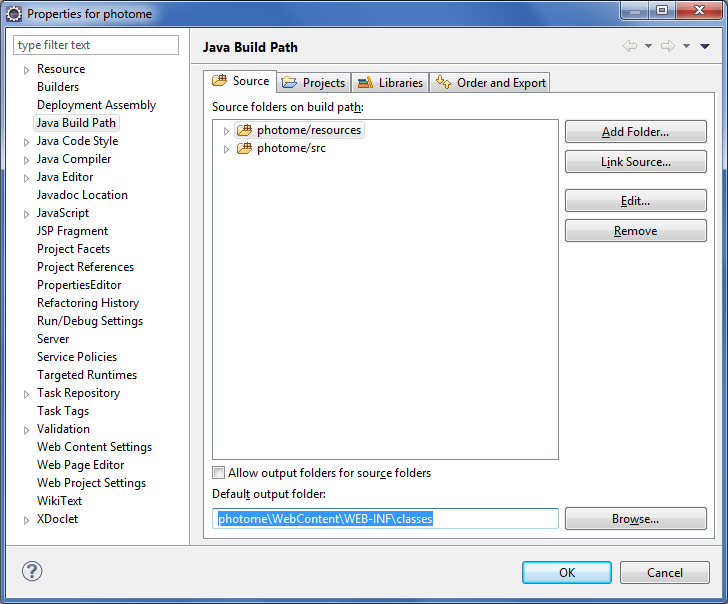 Properties for photome
type filter text
Resource
Builders
Deployment Assembly
Java Build Path
Java Code Style
Java Compiler
Java Editor
Javadoc Location
JavaScript
JSP Fragment
Project Facets
Project References
PropertiesEditor
Refactoring History
Run/Debug Settings
Server
Service Policies
Targeted Runtimes
Task Repository
Task Tags
Validation
Web Content Settings
Web Page Editor
Web Project Settings
WikiText
XDoclet
Java Build Path
Source Projects Libraries Order and Export
Source folders on build path:
photome/resources
photome/src
Add Folder...
Link Source...
Edit...
Remove
Allow output folders for source folders
Default output folder:
photome\WebContent\WEB-INF\classes
Browse...
OK Cancel